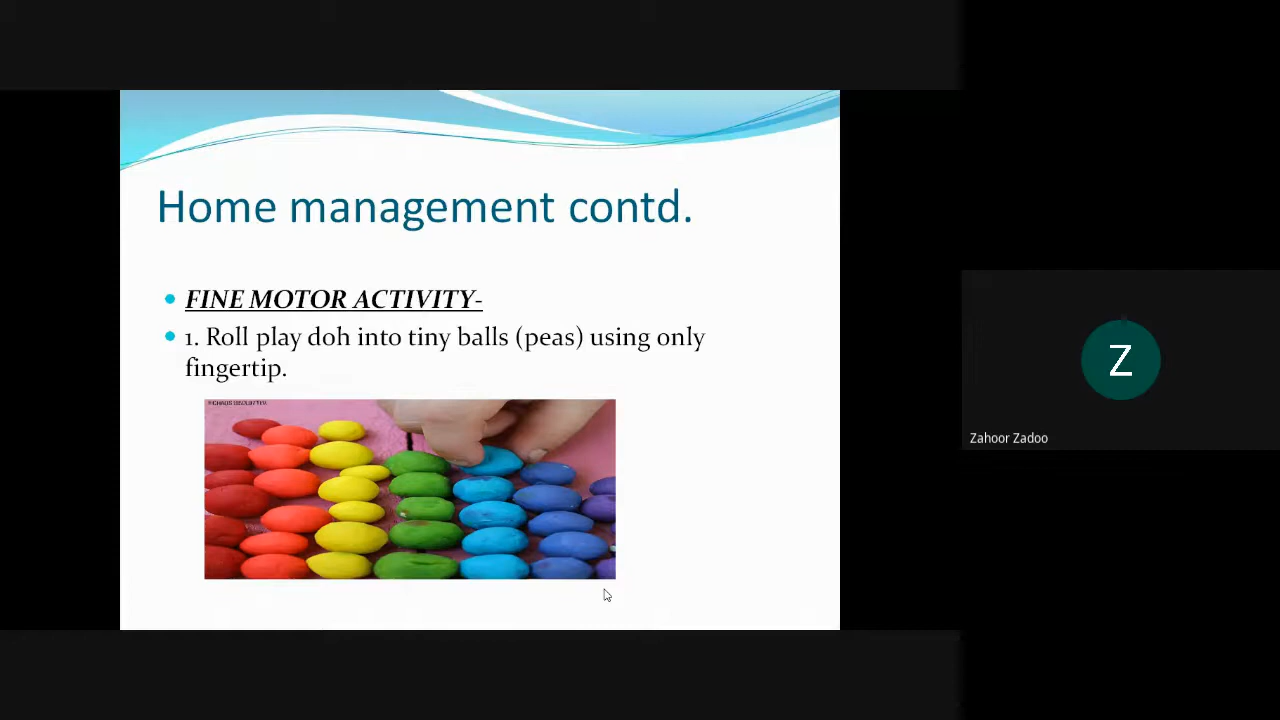 Home management contd.
FINE MOTOR ACTIVITY-
1. Roll play doh into tiny balls (peas) using only
fingertip.
Z
Zahoor Zadoo